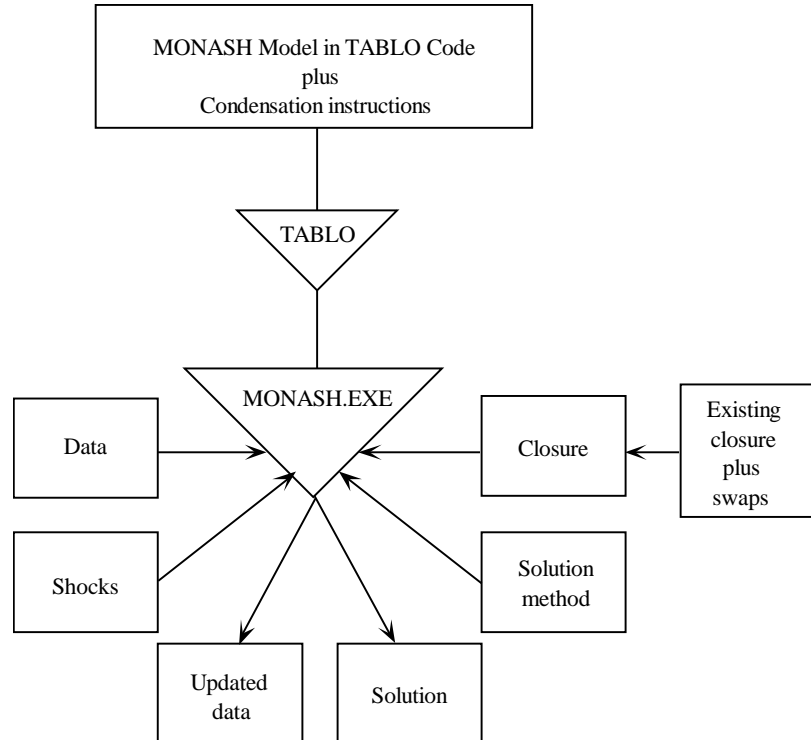 MONASH Model in TABLO Code
plus
Condensation instructions
TABLO
MONASH.EXE
Data
Closure
Existing
closure
plus
swaps
Shocks
Solution
method
Updated
data
Solution